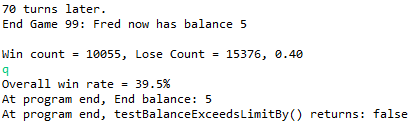 70 turns later.
End Game 99: Fred now has balance 5
Win count = 10055, Lose Count = 15376, 0.40
q
Overall win rate = 39.5%
At program end, End balance: 5
At program end, testBalanceExceedsLimitBy() returns: false